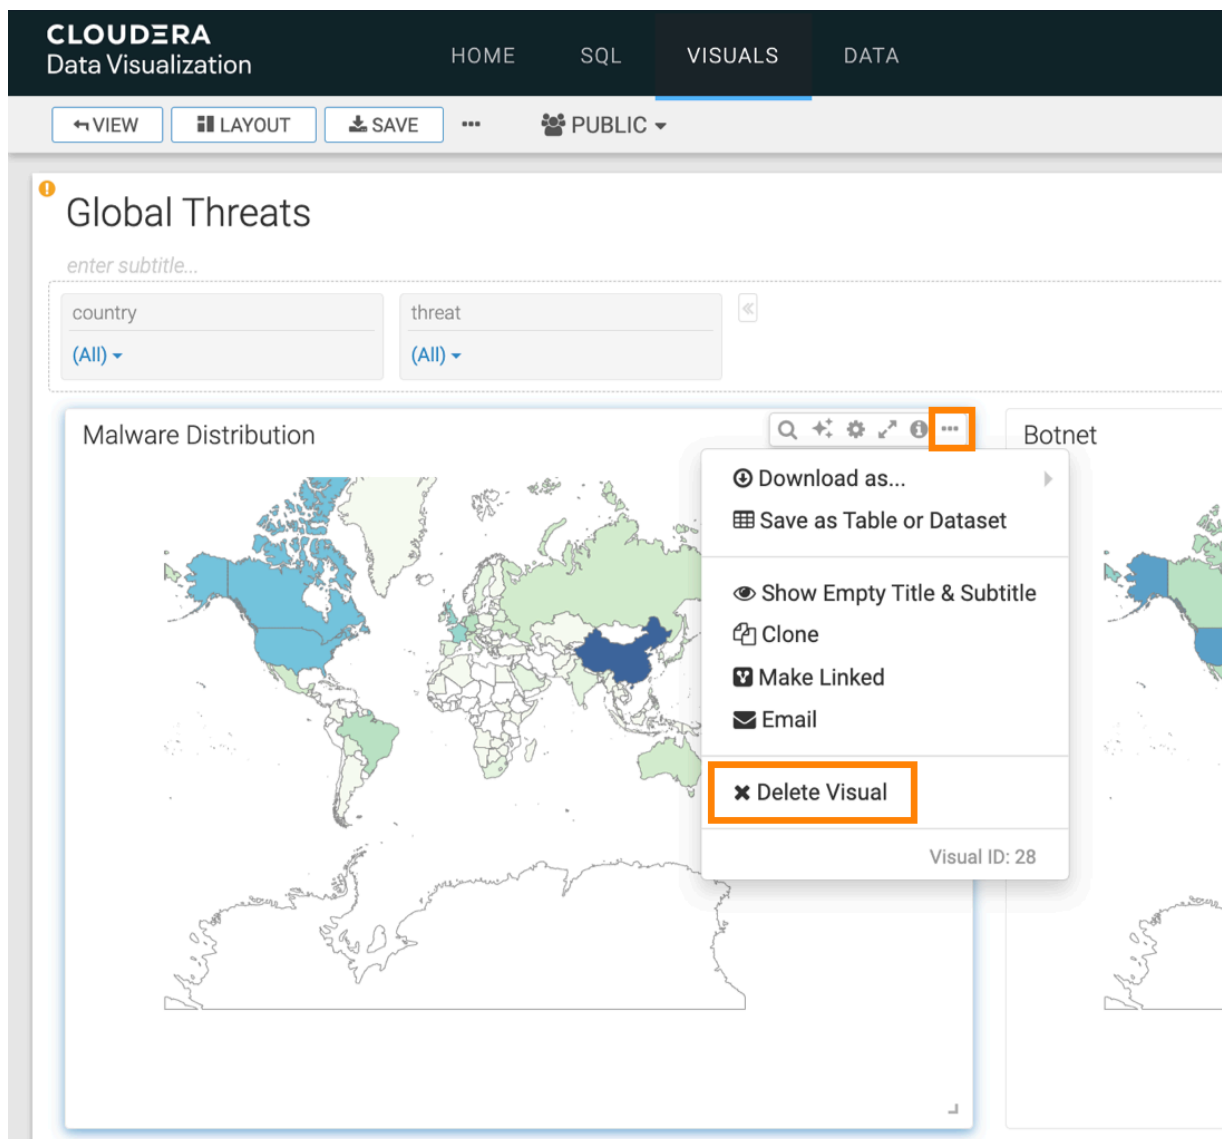 CLOUDERA
Data Visualization
HOME SQL VISUALS DATA
VIEW LAYOUT SAVE ... PUBLIC
Global Threats
enter subtitle...
country threat
(All) (All)
Malware Distribution
Botnet
Download as...
Save as Table or Dataset
Show Empty Title & Subtitle
Clone
Make Linked
Email
Delete Visual
Visual ID: 28